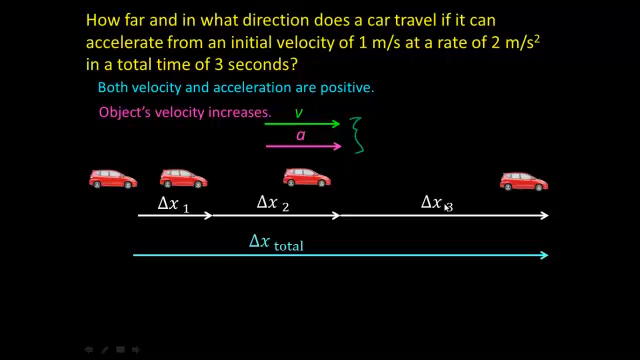 How far and in what direction does a car travel if it can
accelerate from an initial velocity of 1 m/s at a rate of 2 m/s²
in a total time of 3 seconds?
Both velocity and acceleration are positive.
Object's velocity increases.
v
a
Δx 1 Δx 2 Δx 3
Δx total